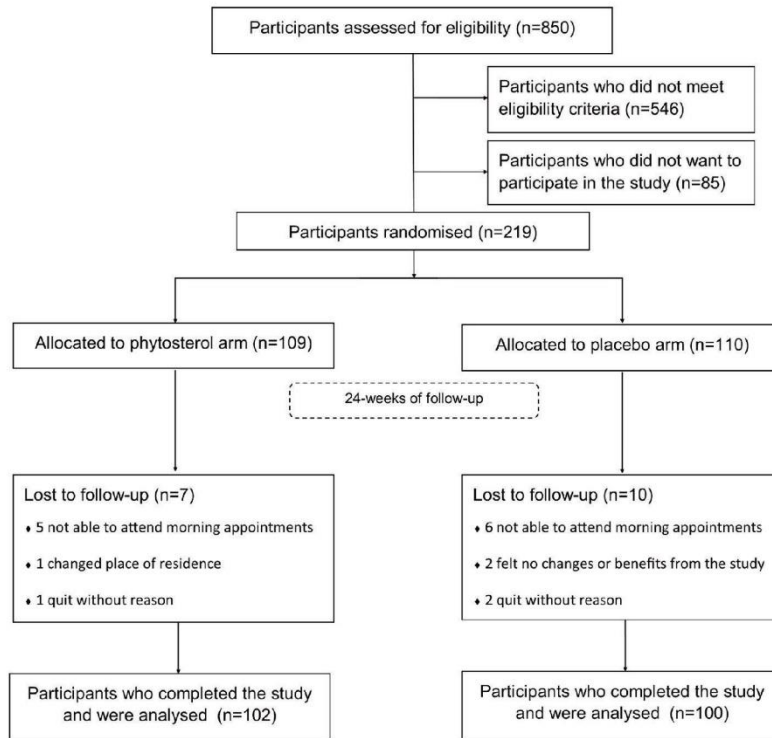 Participants assessed for eligibility (n=850)
Participants who did not meet
eligibility criteria (n=546)
Participants who did not want to
participate in the study (n=85)
Participants randomised (n=219)
Allocated to phytosterol arm (n=109)
Allocated to placebo arm (n=110)
24-weeks of follow-up
Lost to follow-up (n=7)
♦ 5 not able to attend morning appointments
♦ 1 changed place of residence
♦ 1 quit without reason
Lost to follow-up (n=10)
♦ 6 not able to attend morning appointments
♦ 2 felt no changes or benefits from the study
♦ 2 quit without reason
Participants who completed the study
and were analysed (n=102)
Participants who completed the study
and were analysed (n=100)